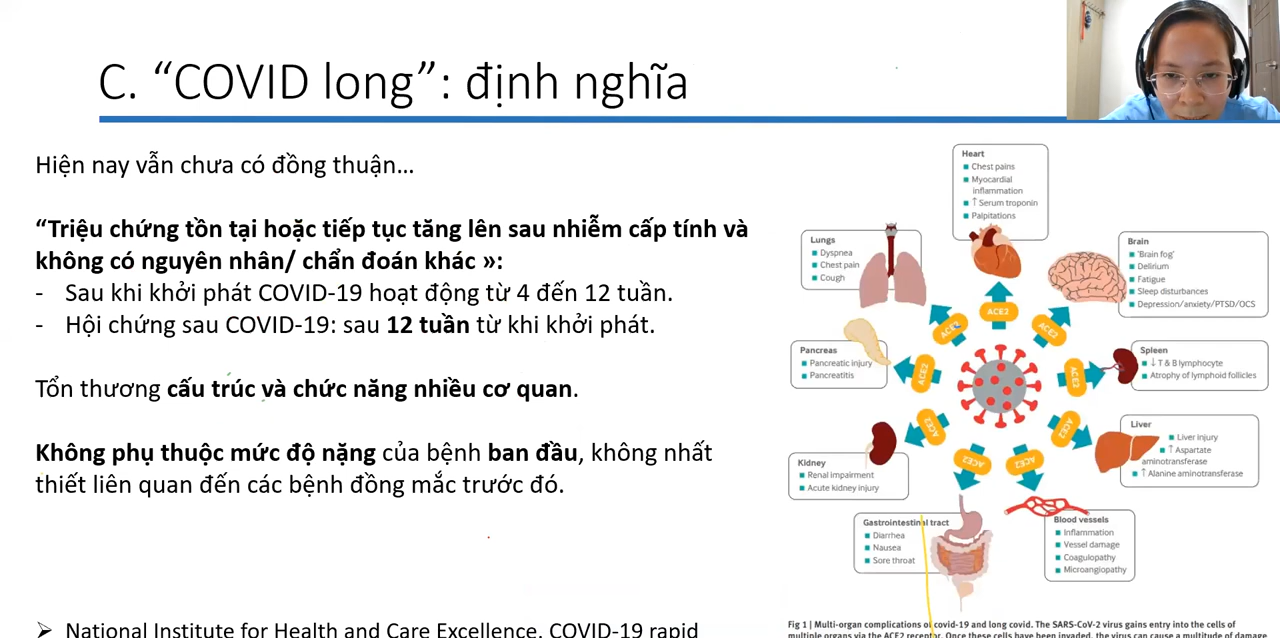 C. “COVID long”: định nghĩa
Hiện nay vẫn chưa có đồng thuận…
“Triệu chứng tồn tại hoặc tiếp tục tăng lên sau nhiễm cấp tính và
không có nguyên nhân/ chẩn đoán khác »:
- Sau khi khởi phát COVID-19 hoạt động từ 4 đến 12 tuần.
- Hội chứng sau COVID-19: sau 12 tuần từ khi khởi phát.
Tổn thương cấu trúc và chức năng nhiều cơ quan.
Không phụ thuộc mức độ nặng của bệnh ban đầu, không nhất
thiết liên quan đến các bệnh đồng mắc trước đó.
➢ National Institute for Health and Care Excellence. COVID-19 rapid
Heart
Chest pains
Myocardial
inflammation
↑ Serum troponin
Palpitations
Lungs
Dyspnea
Chest pain
Cough
Brain
'Brain fog'
Delirium
Fatigue
Sleep disturbances
Depression/anxiety/PTSD/OCS
Pancreas
Pancreatic injury
Pancreatitis
Spleen
↓ T & B lymphocyte
Atrophy of lymphoid follicles
Kidney
Renal impairment
Acute kidney injury
Liver
Liver injury
↑ Aspartate
aminotransferase
↑ Alanine aminotransferase
Gastrointestinal tract
Diarrhea
Nausea
Sore throat
Blood vessels
Inflammation
Vessel damage
Coagulopathy
Microangiopathy
ACE2
ACE2
ACE2
ACE2
ACE2
ACE2
ACE2
ACE2
ACE2
Fig 1 | Multi-organ complications of covid-19 and long covid. The SARS-CoV-2 virus gains entry into the cells of
multiple organs via the ACE2 receptor. Once these cells have been invaded, the virus can cause a multitude of damage